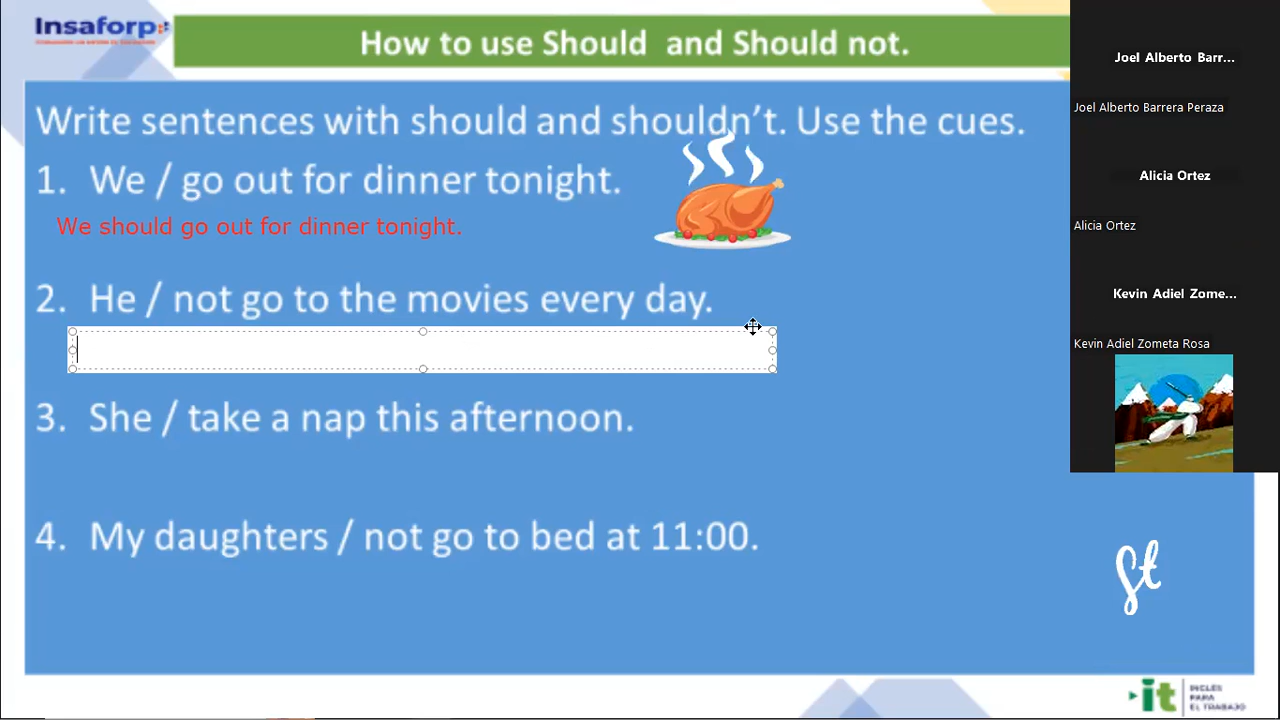 Insaforp
How to use Should and Should not.
Write sentences with should and shouldn't. Use the cues.
1. We / go out for dinner tonight.
We should go out for dinner tonight.
2. He / not go to the movies every day.
3. She / take a nap this afternoon.
4. My daughters / not go to bed at 11:00.
Joel Alberto Barr...
Joel Alberto Barrera Peraza
Alicia Ortez
Alicia Ortez
Kevin Adiel Zome...
Kevin Adiel Zometa Rosa
St
it
INGLES
PARA
EL TRABAJO